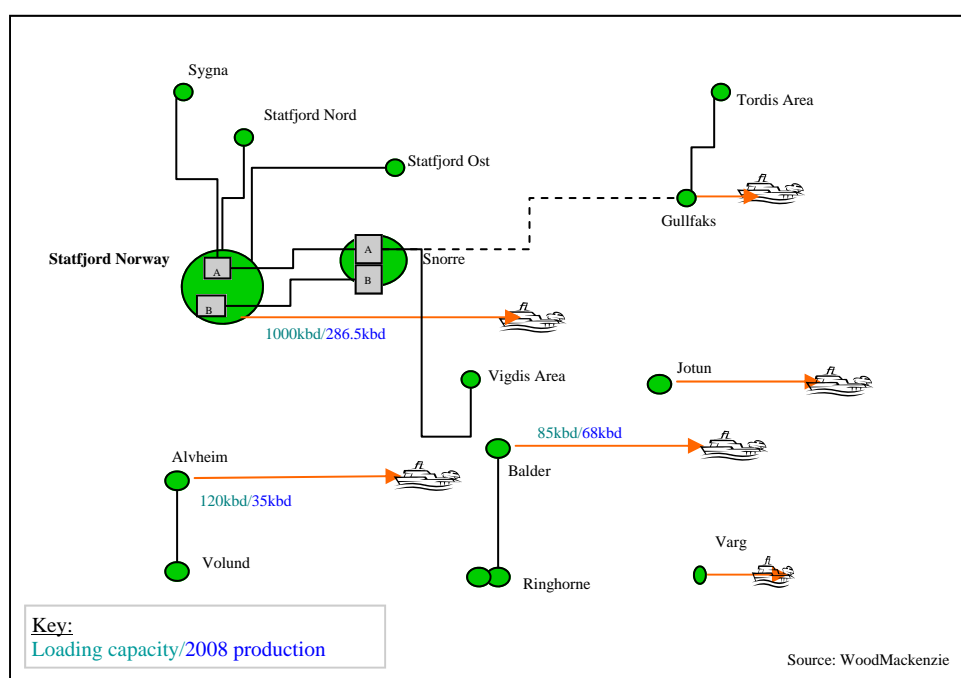 Sygna
Tordis Area
Statfjord Nord
Statfjord Ost
Gullfaks
Statfjord Norway
A
A
Snorre
B
B
1000kbd/286.5kbd
Vigdis Area
Jotun
85kbd/68kbd
Alvheim
Balder
120kbd/35kbd
Varg
Volund
Ringhorne
Key:
Loading capacity/2008 production
Source: WoodMackenzie